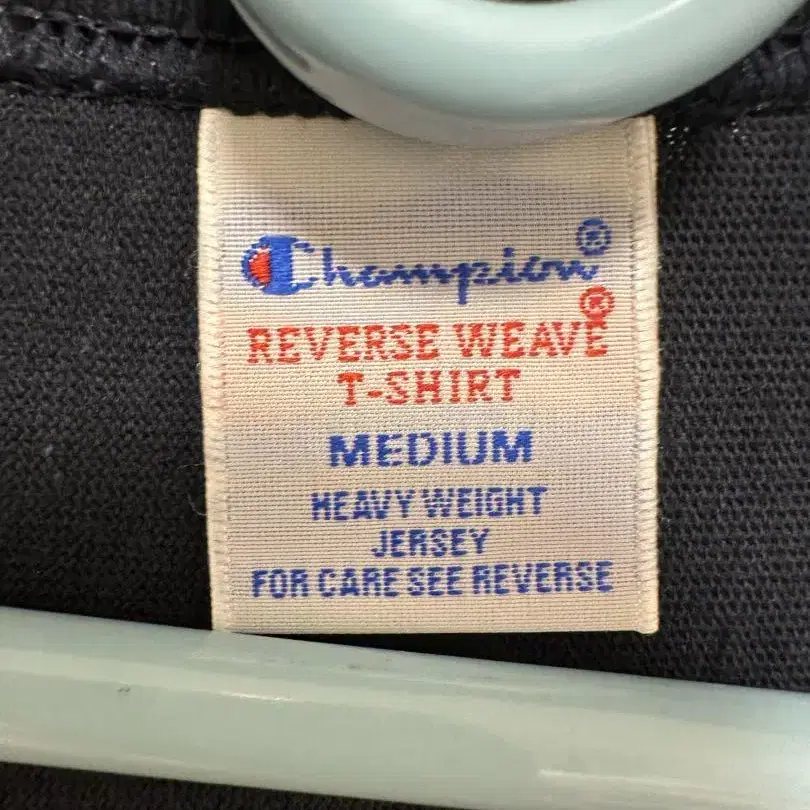 Champion®
REVERSE WEAVE®
T-SHIRT
MEDIUM
HEAVY WEIGHT
JERSEY
FOR CARE SEE REVERSE